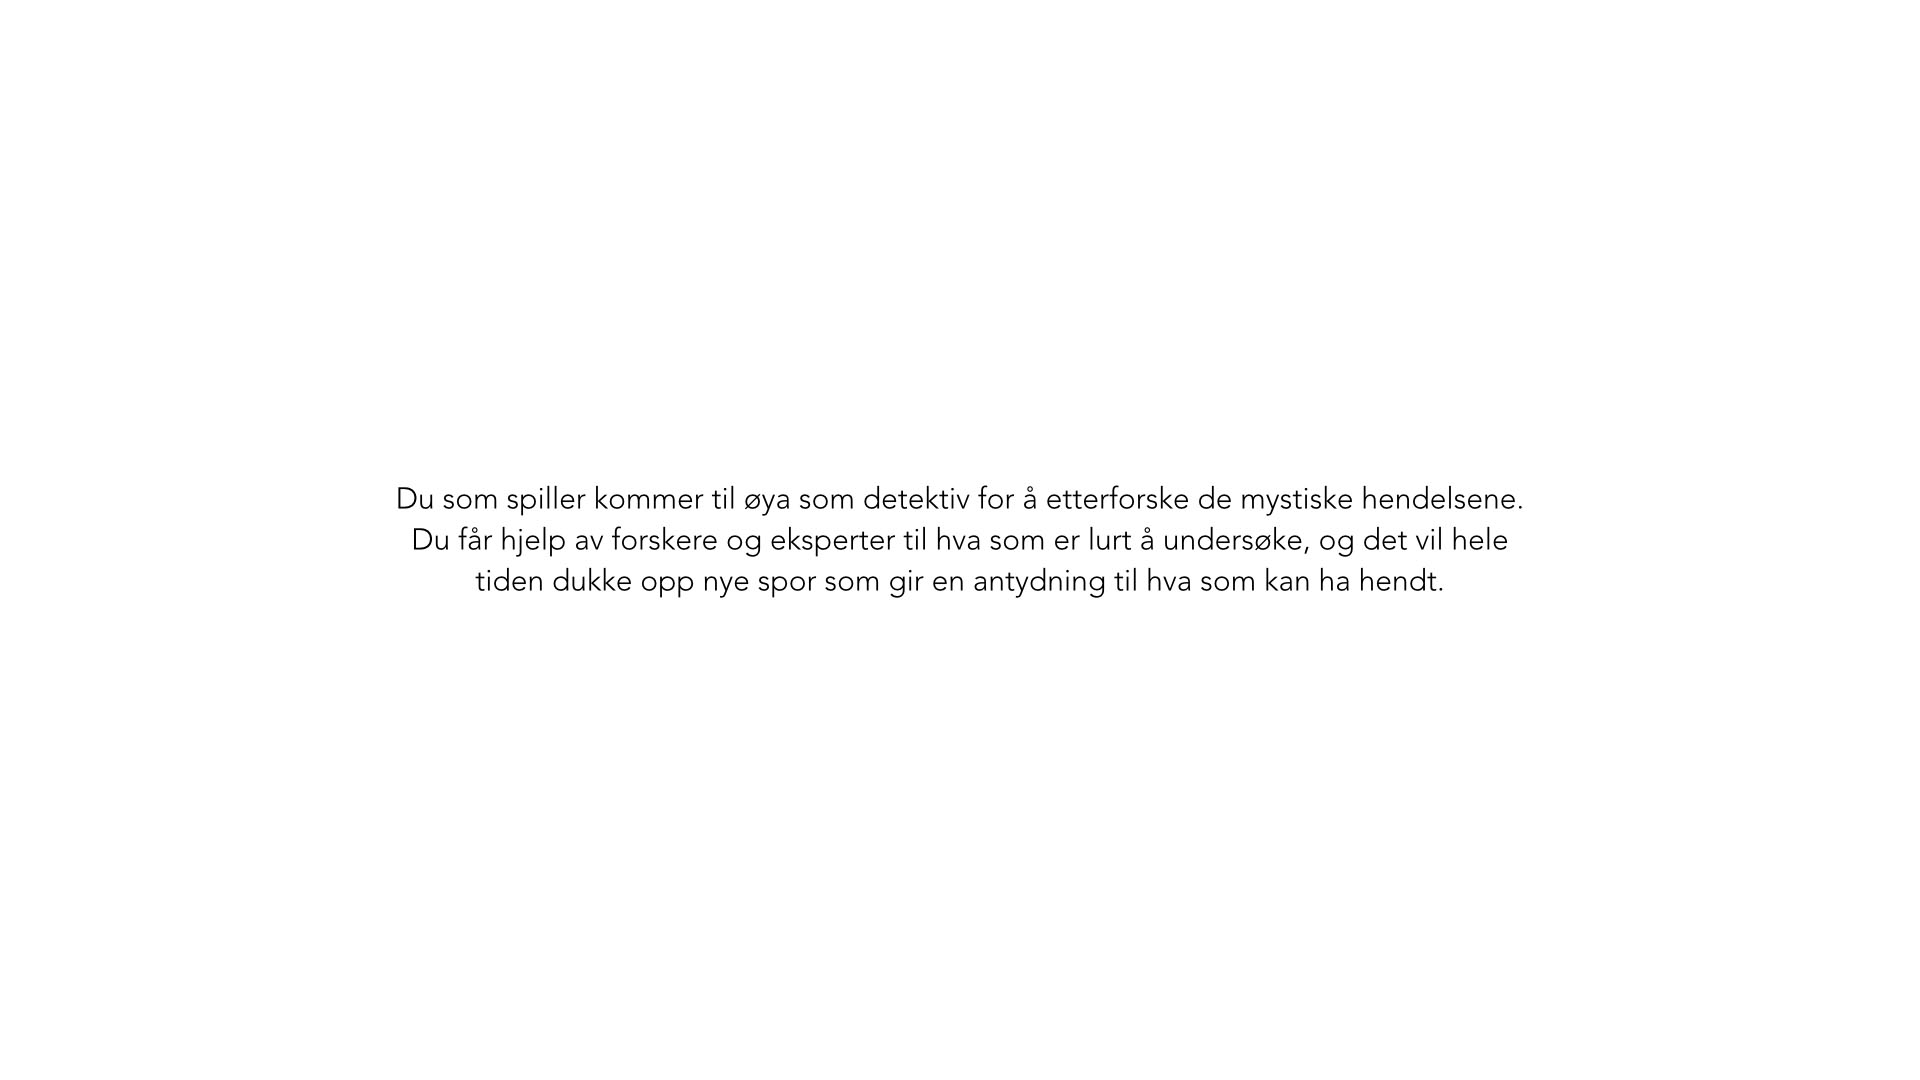 Du som spiller kommer til øya som detektiv for å etterforske de mystiske hendelsene.
Du får hjelp av forskere og eksperter til hva som er lurt å undersøke, og det vil hele
tiden dukke opp nye spor som gir en antydning til hva som kan ha hendt.